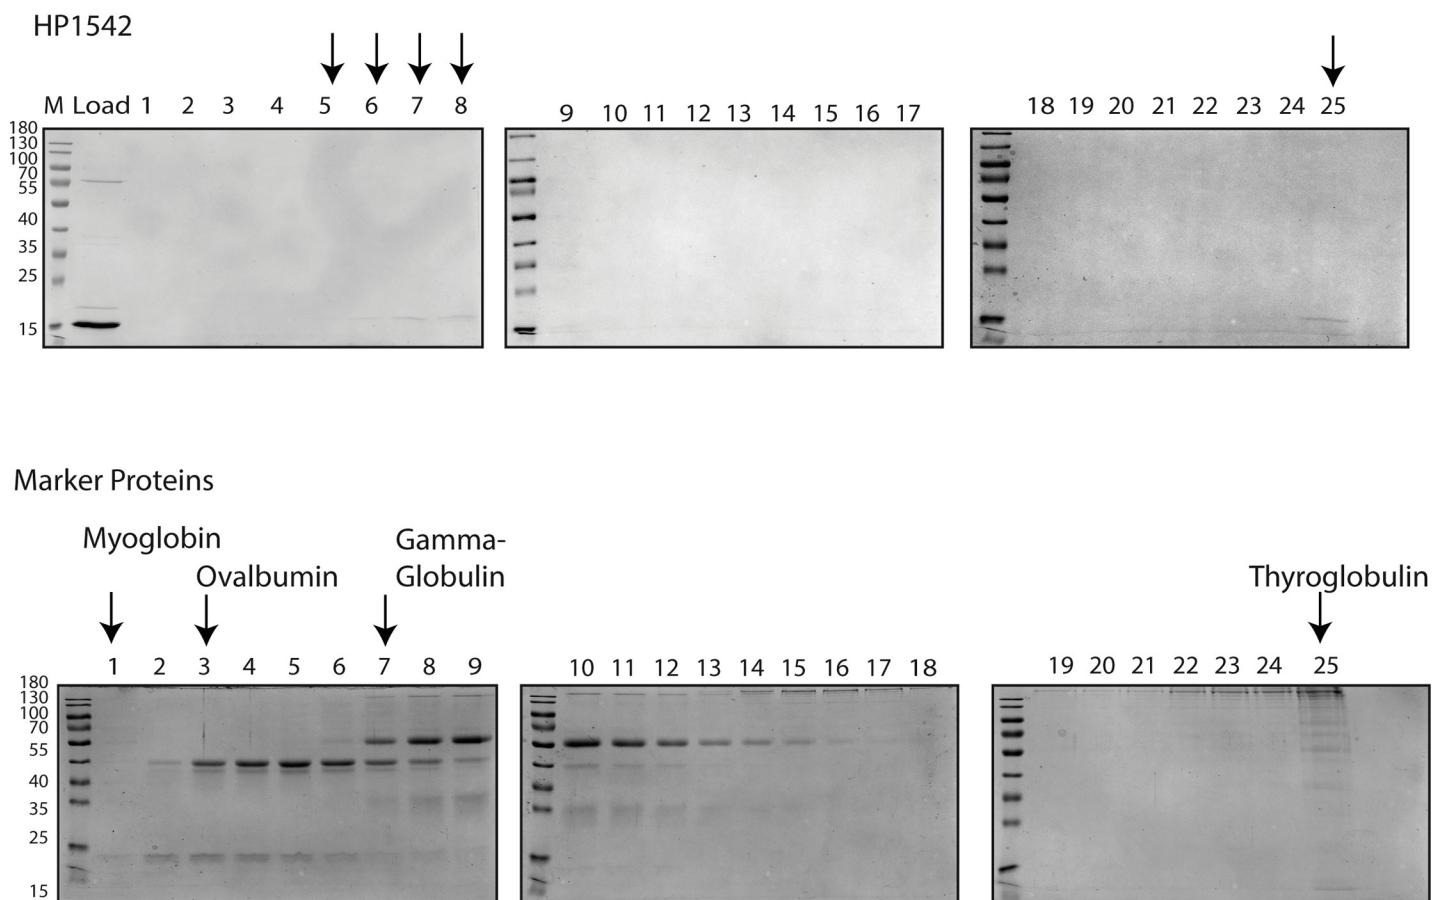 HP1542
M Load 1 2 3 4 5 6 7 8
9 10 11 12 13 14 15 16 17
18 19 20 21 22 23 24 25
180
130
100
70
55
40
35
25
15
Marker Proteins
Myoglobin
Ovalbumin
Gamma-
Globulin
Thyroglobulin
1 2 3 4 5 6 7 8 9
10 11 12 13 14 15 16 17 18
19 20 21 22 23 24 25
180
130
100
70
55
40
35
25
15